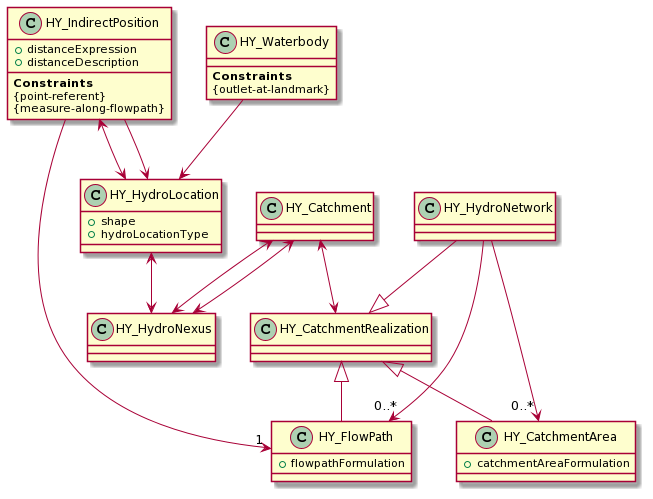 C HY_IndirectPosition
distanceExpression
distanceDescription
Constraints
{point-referent}
{measure-along-flowpath}
C HY_Waterbody
Constraints
{outlet-at-landmark}
C HY_HydroLocation
shape
hydroLocationType
C HY_Catchment
C HY_HydroNetwork
C HY_HydroNexus
C HY_CatchmentRealization
0..*
0..*
1
C HY_FlowPath
flowpathFormulation
C HY_CatchmentArea
catchmentAreaFormulation